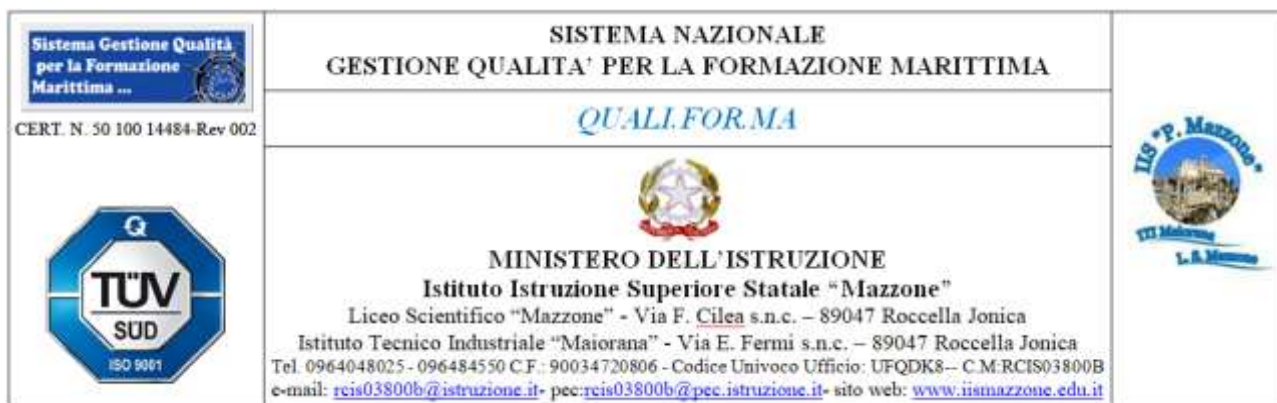 Sistema Gestione Qualità
per la Formazione
Marittima ...
CERT. N. 50 100 14484-Rev 002
Q
TÜV
SÜD
ISO 9001
SISTEMA NAZIONALE
GESTIONE QUALITA' PER LA FORMAZIONE MARITTIMA
QUALI.FOR.MA
MINISTERO DELL'ISTRUZIONE
Istituto Istruzione Superiore Statale “Mazzone”
Liceo Scientifico “Mazzone” - Via F. Cilea s.n.c. – 89047 Roccella Jonica
Istituto Tecnico Industriale “Maiorana” - Via E. Fermi s.n.c. – 89047 Roccella Jonica
Tel. 0964048025 - 096484550 C.F.: 90034720806 - Codice Univoco Ufficio: UFQDK8-- C.M:RCIS03800B
e-mail: rcis03800b@istruzione.it- pec:rcis03800b@pec.istruzione.it- sito web: www.iismazzone.edu.it
IIS "P. Mazzone"
ITI Maiorana
L. S. Mazzone